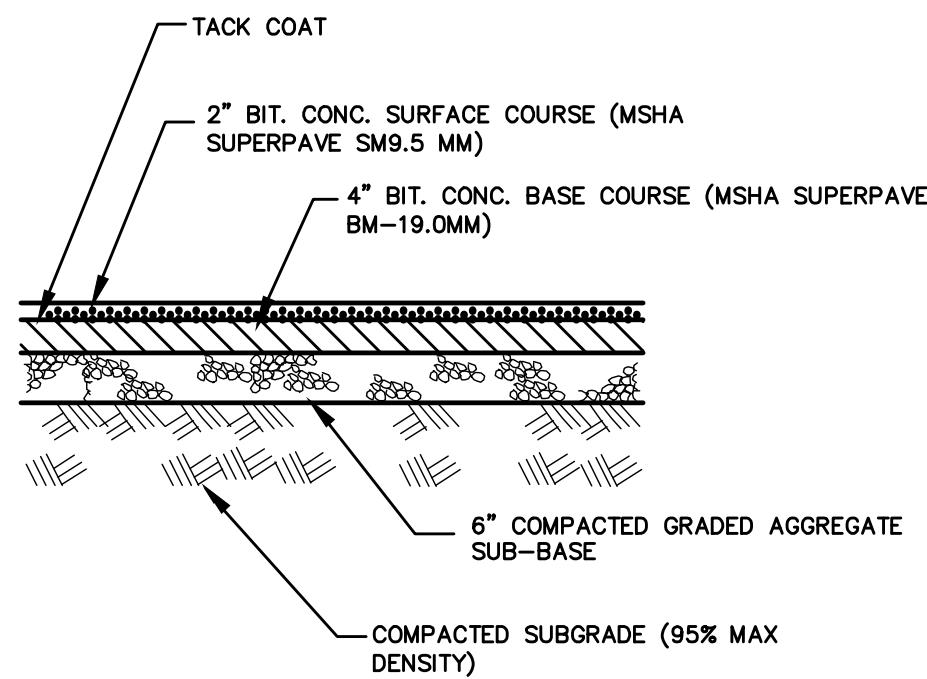 TACK COAT
2" BIT. CONC. SURFACE COURSE (MSHA
SUPERPAVE SM9.5 MM)
4" BIT. CONC. BASE COURSE (MSHA SUPERPAVE
BM-19.0MM)
6" COMPACTED GRADED AGGREGATE
SUB-BASE
COMPACTED SUBGRADE (95% MAX
DENSITY)